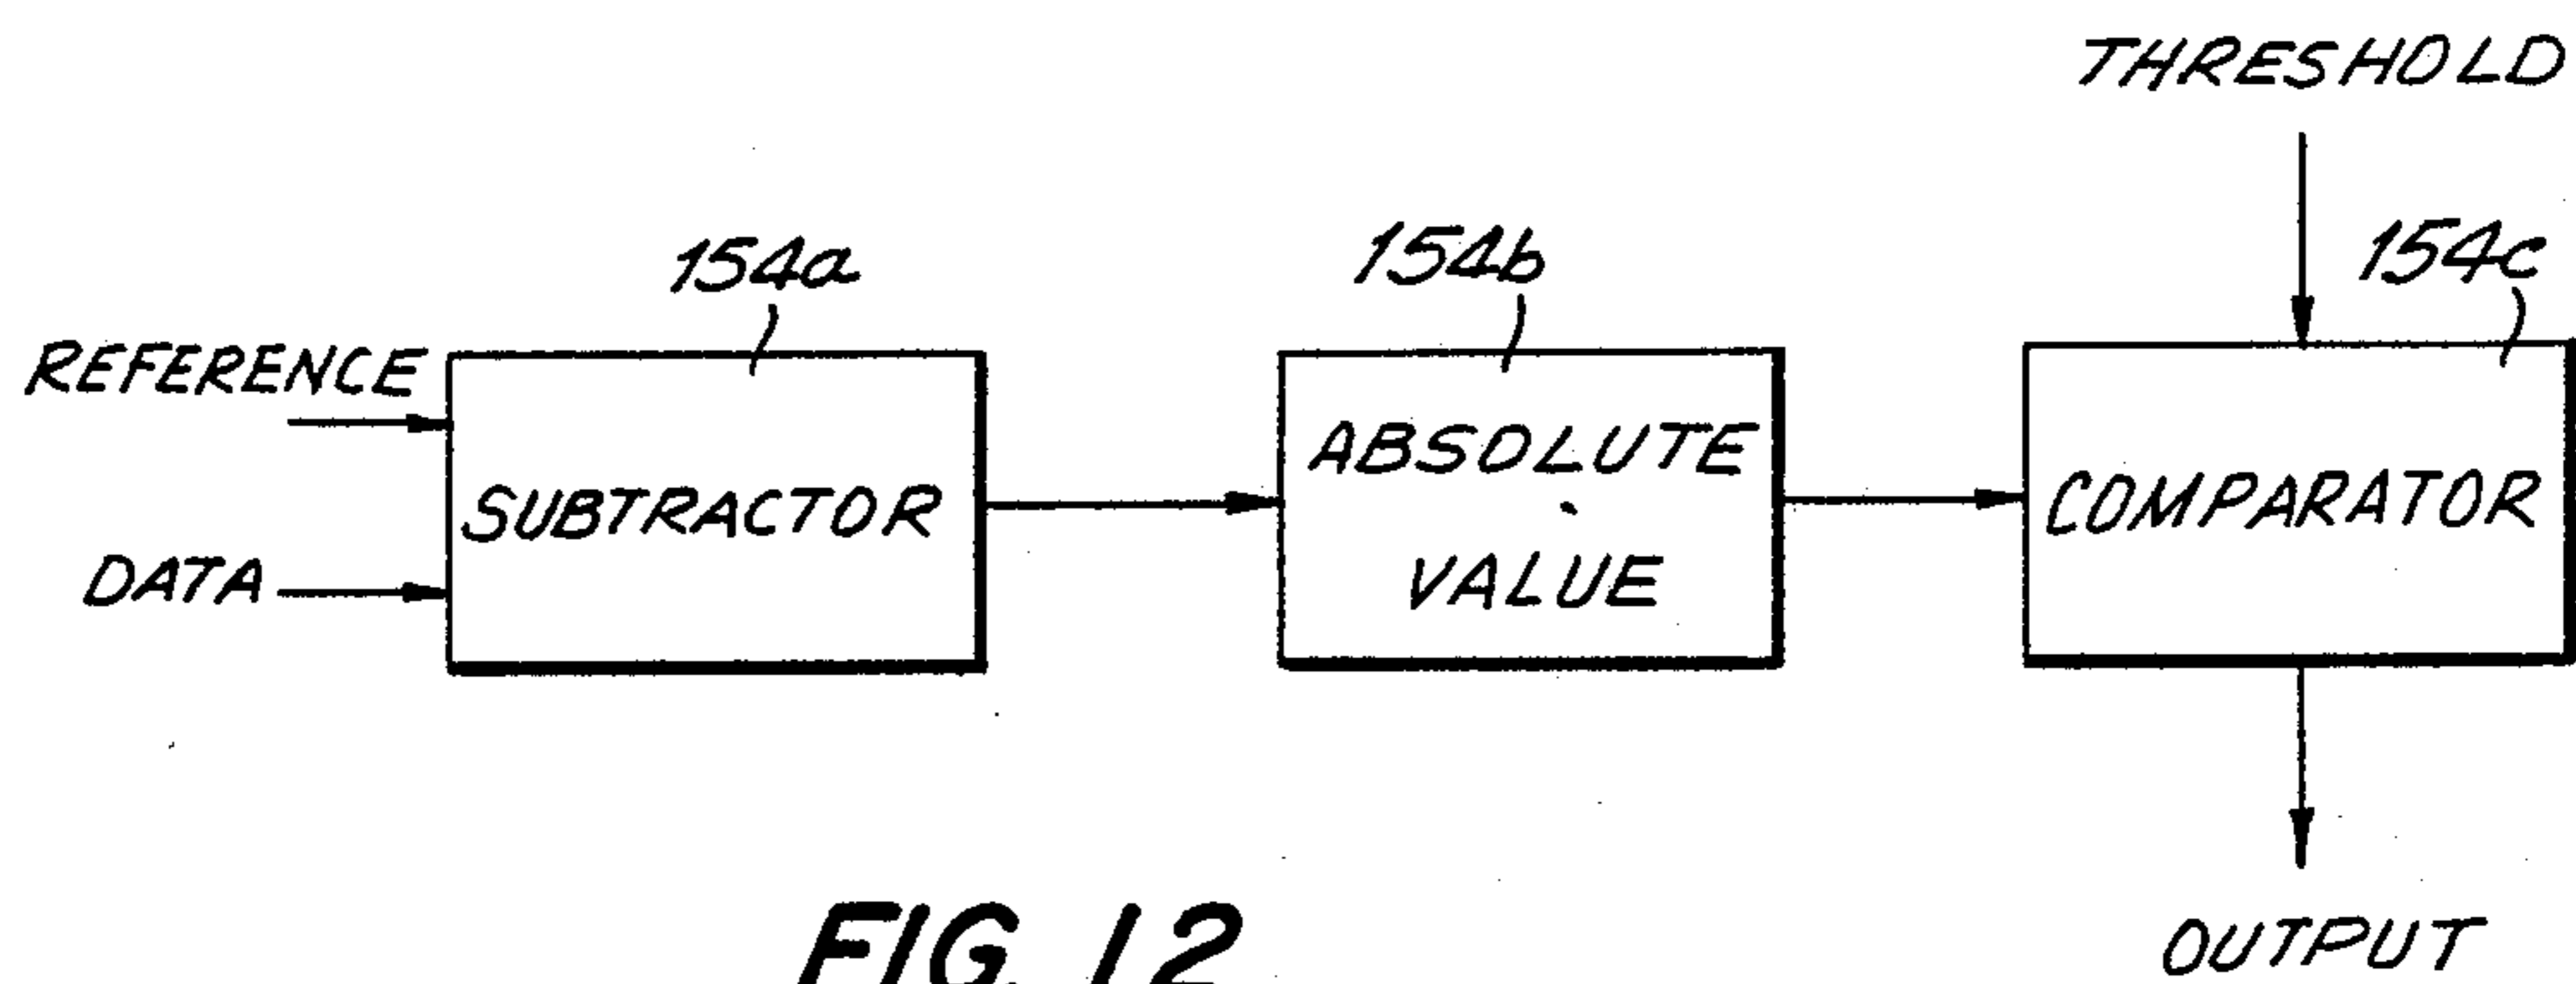 THRESHOLD
154a
154b
154c
REFERENCE
ABSOLUTE
SUBTRACTOR
COMPARATOR
DATA
VALUE
FIG. 12
OUTPUT